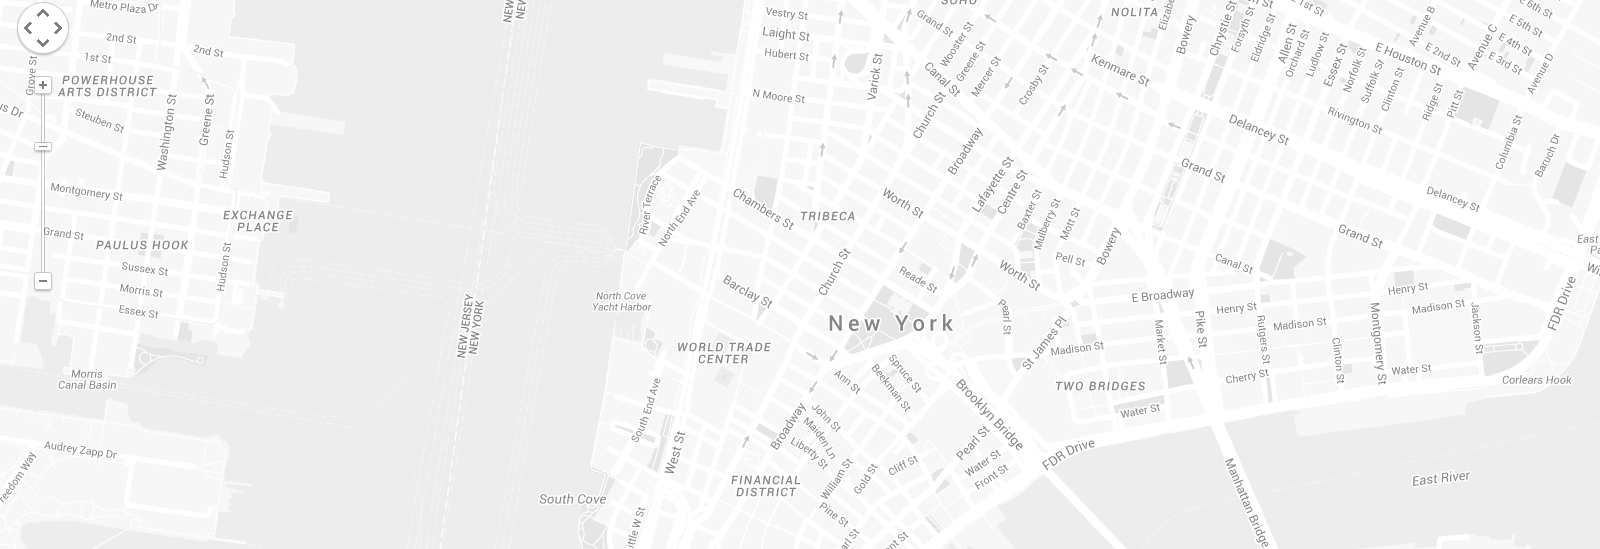 Metro Plaza Dr
2nd St
2nd St
1st St
Grove St
POWERHOUSE
ARTS DISTRICT
Steuben St
Washington St
Greene St
Hudson St
Montgomery St
EXCHANGE
PLACE
Grand St
PAULUS HOOK
Sussex St
Hudson St
Morris St
Essex St
Morris
Canal Basin
Audrey Zapp Dr
NEW JERSEY
NEW YORK
SOHO
NOLITA
Vestry St
Laight St
Hubert St
N Moore St
Varick St
Grand St
Wooster St
Greene St
Mercer St
Canal St
Crosby St
Church St
Broadway
Kenmare St
Bowery
Chrystie St
Forsyth St
Eldridge St
Allen St
Orchard St
Ludlow St
E 1st St
Essex St
Norfolk St
Suffolk St
Clinton St
Ridge St
Pitt St
E Houston St
Avenue B
E 2nd St
Avenue C
E 6th St
E 5th St
E 4th St
E 3rd St
Avenue D
Rivington St
Delancey St
Columbia St
Baruch Dr
Grand St
Delancey St
Grand St
River Terrace
North End Ave
Chambers St
TRIBECA
Worth St
Lafayette St
Centre St
Baxter St
Mulberry St
Mott St
Bowery
Pell St
Worth St
Canal St
Church St
Reade St
Barclay St
North Cove
Yacht Harbor
New York
Pearl St
St James Pl
E Broadway
Henry St
Henry St
Madison St
Madison St
Madison St
Market St
Pike St
Rutgers St
Clinton St
Montgomery St
Jackson St
FDR Drive
WORLD TRADE
CENTER
Ann St
Spruce St
Beekman St
Brooklyn Bridge
TWO BRIDGES
Cherry St
Water St
Water St
Corlears Hook
South End Ave
West St
Broadway
John St
Maiden Ln
Liberty St
William St
Gold St
Cliff St
Pearl St
Water St
Front St
FDR Drive
FINANCIAL
DISTRICT
Pine St
South Cove
Manhattan Bridge
East River